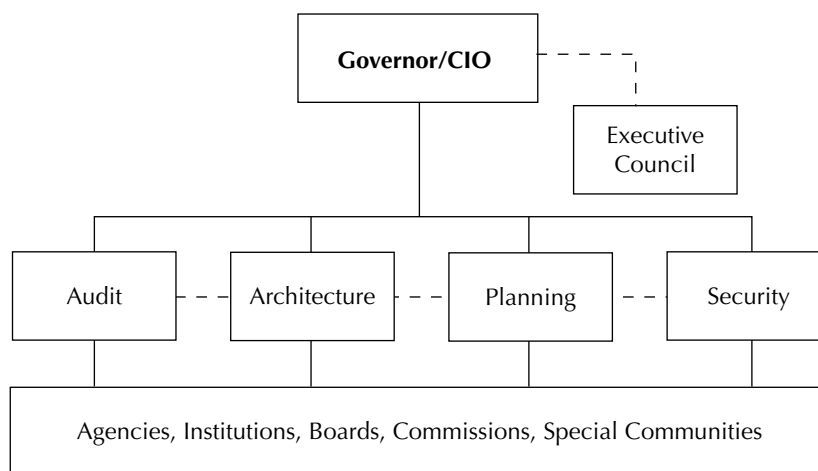 Governor/CIO
Executive
Council
Audit
Architecture
Planning
Security
Agencies, Institutions, Boards, Commissions, Special Communities